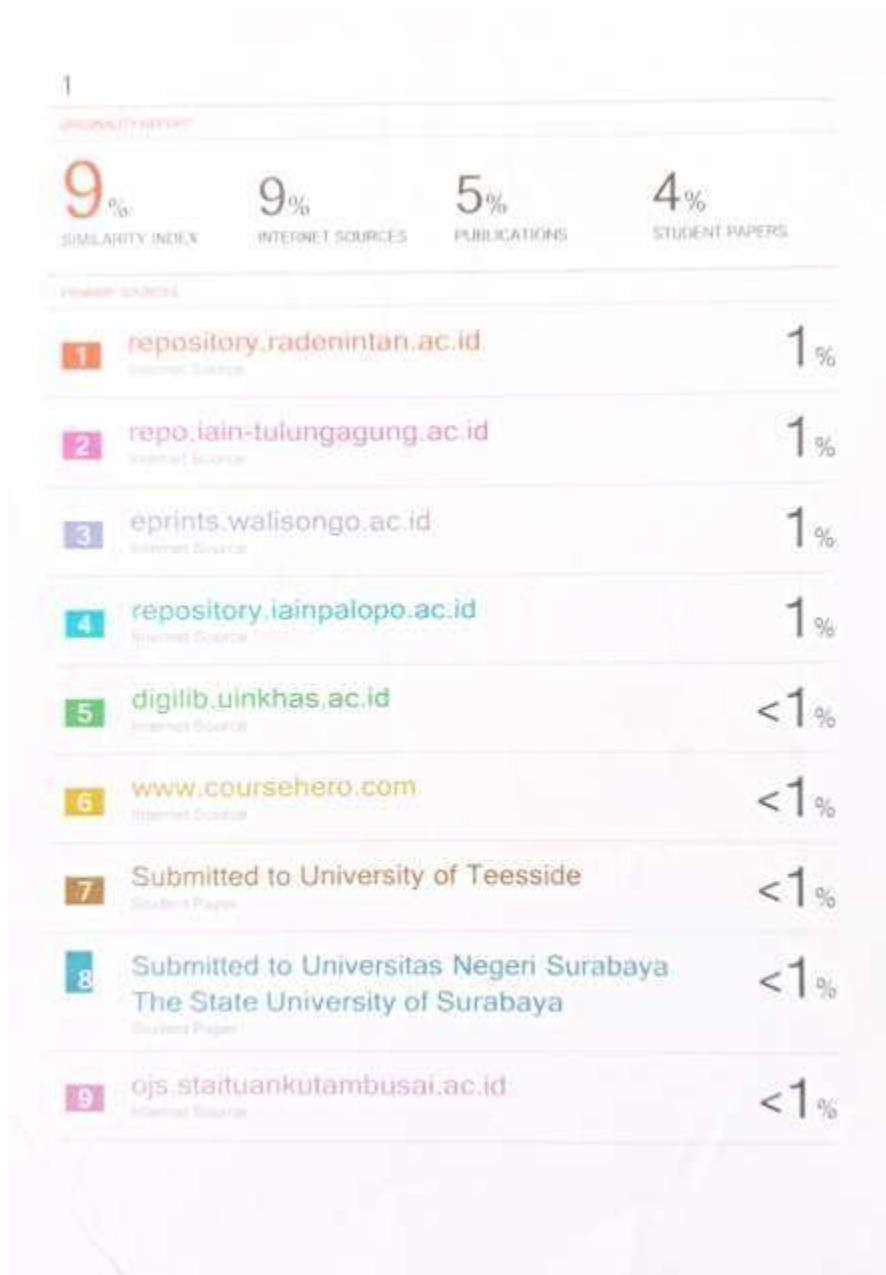 1
ORIGINALITY REPORT
9% 9% 5% 4%
SIMILARITY INDEX INTERNET SOURCES PUBLICATIONS STUDENT PAPERS
PRIMARY SOURCES
1 repository.radenintan.ac.id 1%
Internet Source
2 repo.iain-tulungagung.ac.id 1%
Internet Source
3 eprints.walisongo.ac.id 1%
Internet Source
4 repository.iainpalopo.ac.id 1%
Internet Source
5 digilib.uinkhas.ac.id <1%
Internet Source
6 www.coursehero.com <1%
Internet Source
7 Submitted to University of Teesside <1%
Student Paper
8 Submitted to Universitas Negeri Surabaya <1%
The State University of Surabaya
Student Paper
9 ojs.staituankutambusai.ac.id <1%
Internet Source